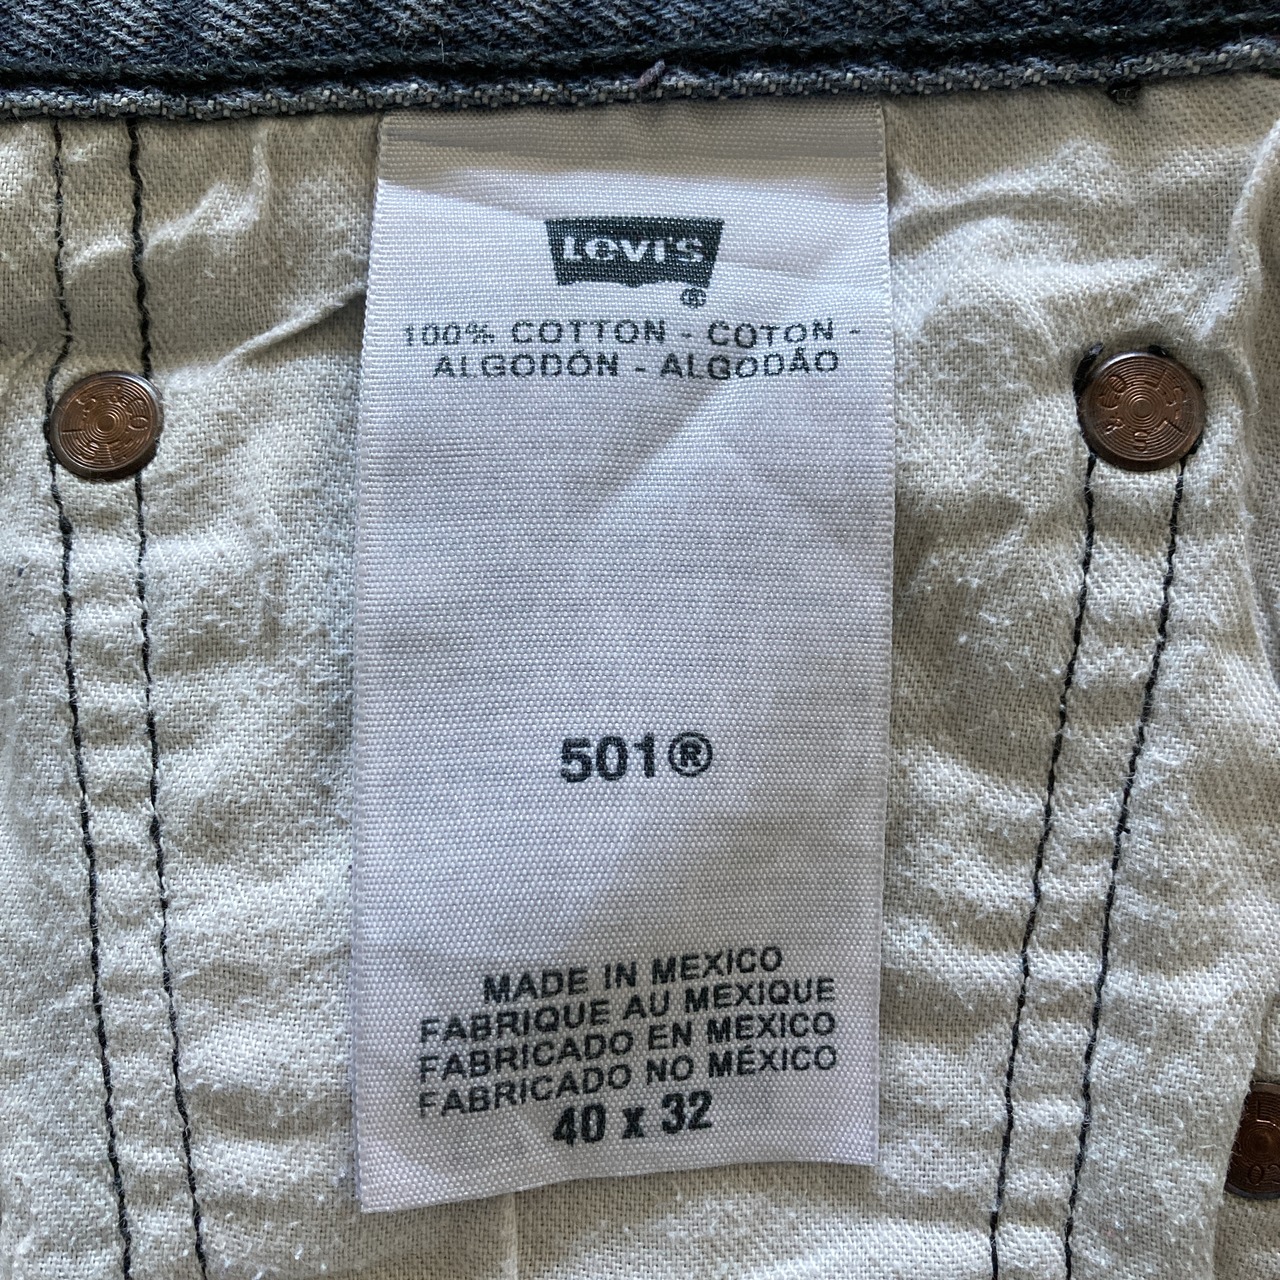 LEVI'S
®
100% COTTON - COTON -
ALGODÓN - ALGODÃO
501®
MADE IN MEXICO
FABRIQUE AU MEXIQUE
FABRICADO EN MEXICO
FABRICADO NO MÉXICO
40 x 32